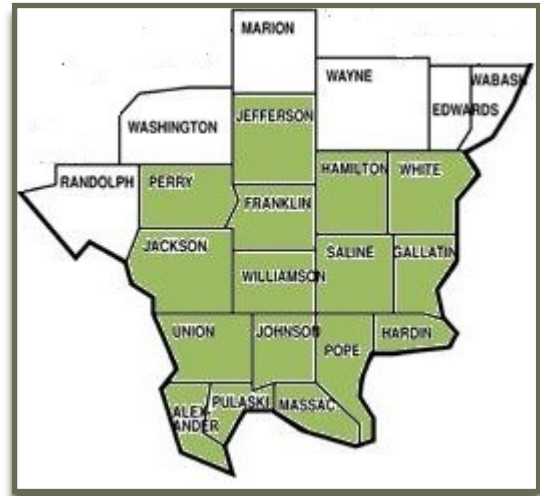 MARION
WAYNE
WABASH
EDWARDS
JEFFERSON
WASHINGTON
HAMILTON
WHITE
RANDOLPH
PERRY
FRANKLIN
JACKSON
SALINE
GALLATIN
WILLIAMSON
UNION
JOHNSON
HARDIN
POPE
PULASKI
MASSAC
ALEX-
ANDER